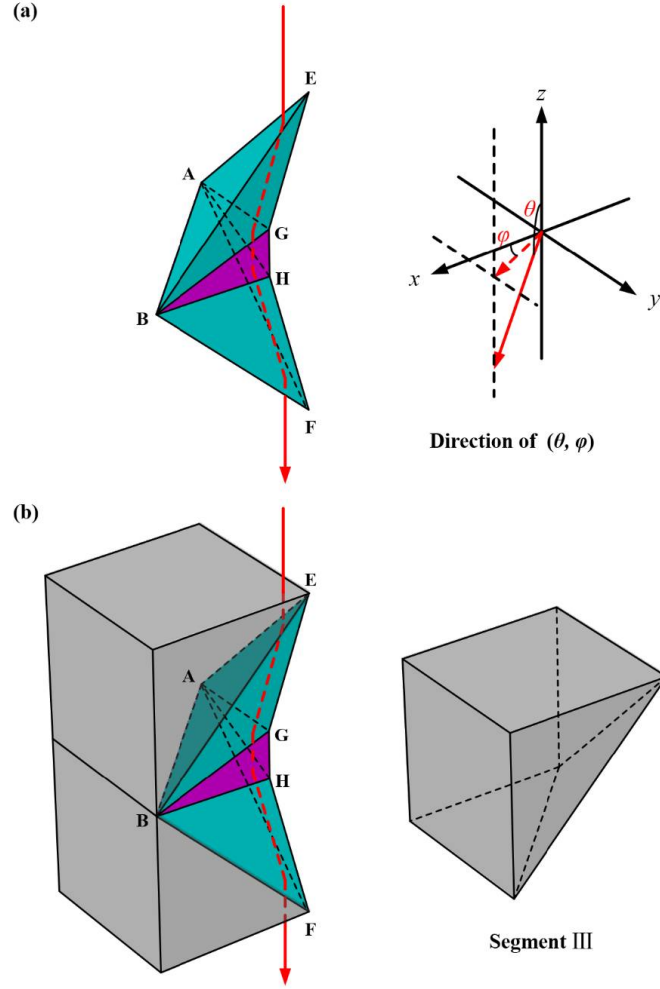 (a)
E
A
G
H
B
F
z
θ
φ
x
y
Direction of (θ, φ)
(b)
E
A
G
H
B
F
Segment III